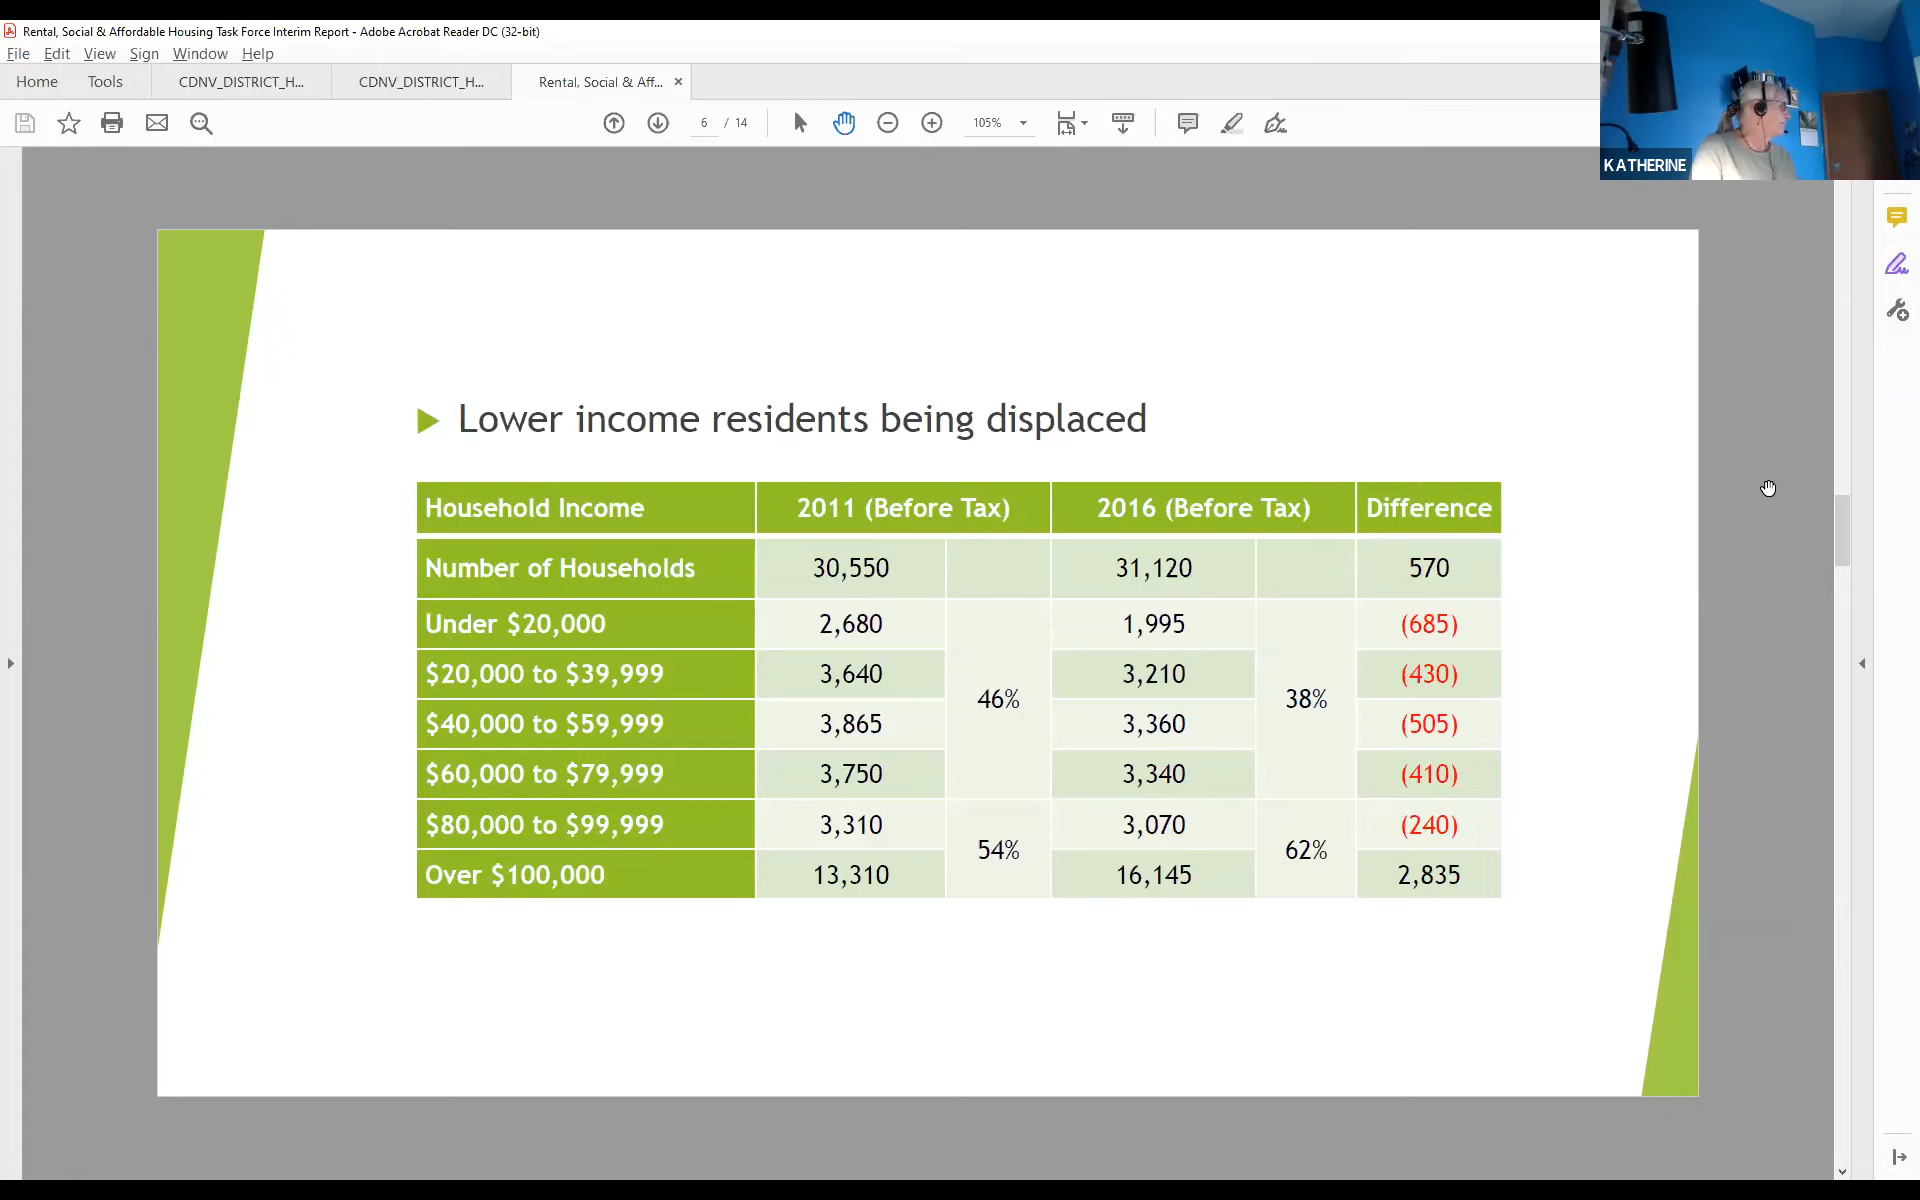 Rental, Social & Affordable Housing Task Force Interim Report - Adobe Acrobat Reader DC (32-bit)
File Edit View Sign Window Help
Home Tools CDNV_DISTRICT_H... CDNV_DISTRICT_H... Rental, Social & Aff... ×
6 / 14 105%
KATHERINE
Lower income residents being displaced
Household Income 2011 (Before Tax) 2016 (Before Tax) Difference
Number of Households 30,550 31,120 570
Under $20,000 2,680 1,995 (685)
$20,000 to $39,999 3,640 3,210 (430)
46% 38%
$40,000 to $59,999 3,865 3,360 (505)
$60,000 to $79,999 3,750 3,340 (410)
$80,000 to $99,999 3,310 3,070 (240)
54% 62%
Over $100,000 13,310 16,145 2,835